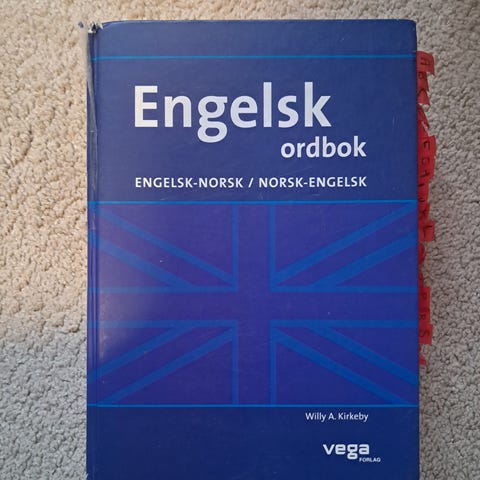 Engelsk
ordbok
ENGELSK-NORSK / NORSK-ENGELSK
Willy A. Kirkeby
vega
FORLAG